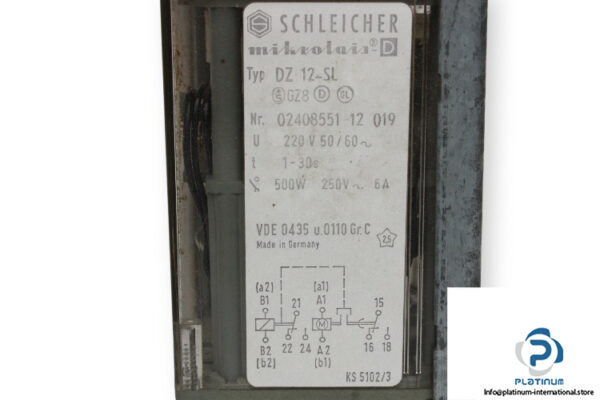 SCHLEICHER
mikrolais® D
Typ DZ 12-SL
GZ8 D SL
Nr. 02408551 12 019
U 220 V 50/60~
t 1-30s
500W 250V~ 6A
VDE 0435 u.0110 Gr.C 25
Made in Germany
(a2) (a1)
B1 21 A1 15
M
B2 22 24 A2 16 18
(b2) (b1)
KS 5102/3
PLATINUM
INTERNATIONAL
Info@platinum-international.store